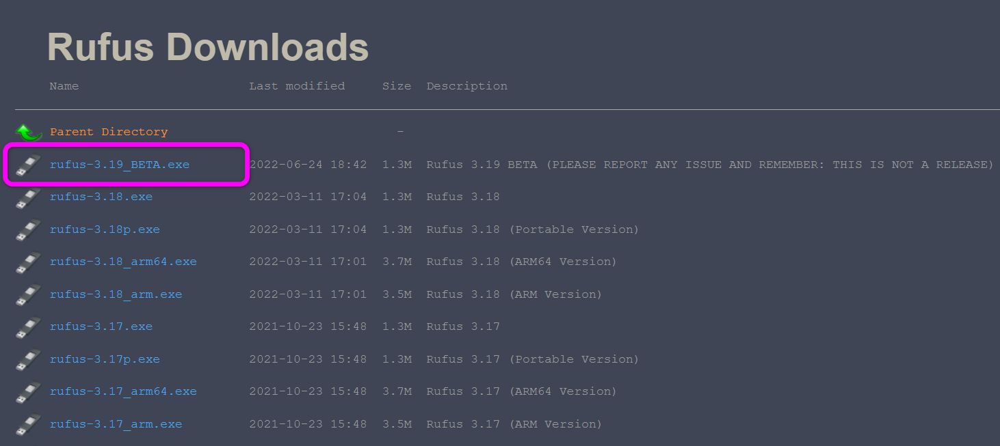 Rufus Downloads
Name Last modified Size Description
Parent Directory -
rufus-3.19_BETA.exe 2022-06-24 18:42 1.3M Rufus 3.19 BETA (PLEASE REPORT ANY ISSUE AND REMEMBER: THIS IS NOT A RELEASE)
rufus-3.18.exe 2022-03-11 17:04 1.3M Rufus 3.18
rufus-3.18p.exe 2022-03-11 17:04 1.3M Rufus 3.18 (Portable Version)
rufus-3.18_arm64.exe 2022-03-11 17:01 3.7M Rufus 3.18 (ARM64 Version)
rufus-3.18_arm.exe 2022-03-11 17:01 3.5M Rufus 3.18 (ARM Version)
rufus-3.17.exe 2021-10-23 15:48 1.3M Rufus 3.17
rufus-3.17p.exe 2021-10-23 15:48 1.3M Rufus 3.17 (Portable Version)
rufus-3.17_arm64.exe 2021-10-23 15:48 3.7M Rufus 3.17 (ARM64 Version)
rufus-3.17_arm.exe 2021-10-23 15:48 3.5M Rufus 3.17 (ARM Version)